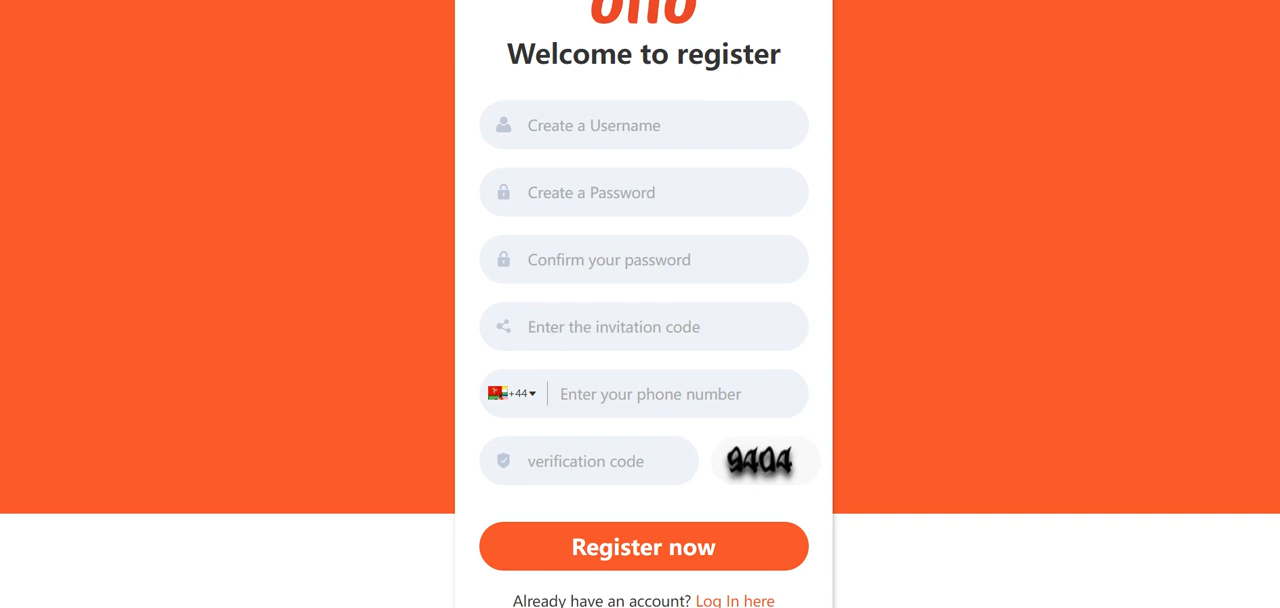 Welcome to register
Create a Username
Create a Password
Confirm your password
Enter the invitation code
+44 Enter your phone number
verification code 9404
Register now
Already have an account? Log In here